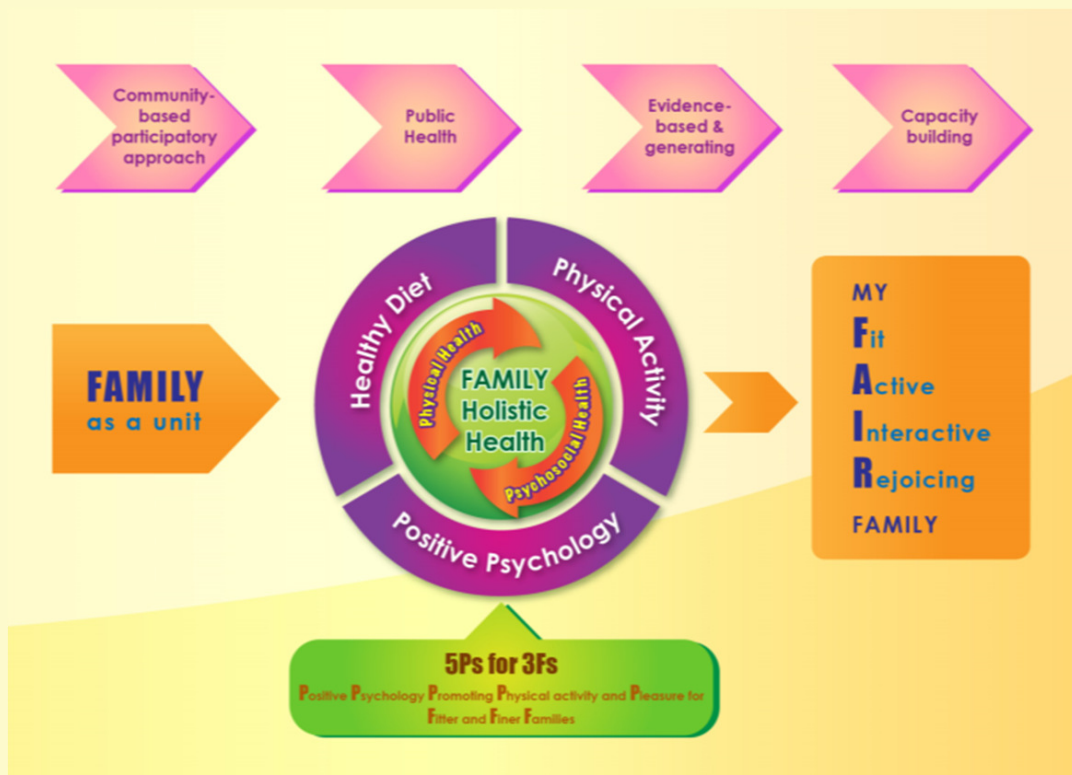 Community-
based
participatory
approach
Public
Health
Evidence-
based &
generating
Capacity
building
FAMILY
as a unit
Healthy Diet
Physical Activity
Positive Psychology
Physical Health
Psychosocial Health
FAMILY
Holistic
Health
MY
Fit
Active
Interactive
Rejoicing
FAMILY
5Ps for 3Fs
Positive Psychology Promoting Physical activity and Pleasure for
Fitter and Finer Families